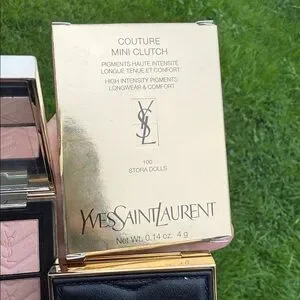 COUTURE
MINI CLUTCH
PIGMENTS HAUTE INTENSITÉ
LONGUE TENUE ET CONFORT
HIGH INTENSITY PIGMENTS
LONGWEAR & COMFORT
YSL
100
STORA DOLLS
YVESSAINTLAURENT
Net Wt. 0.14 oz. 4 g